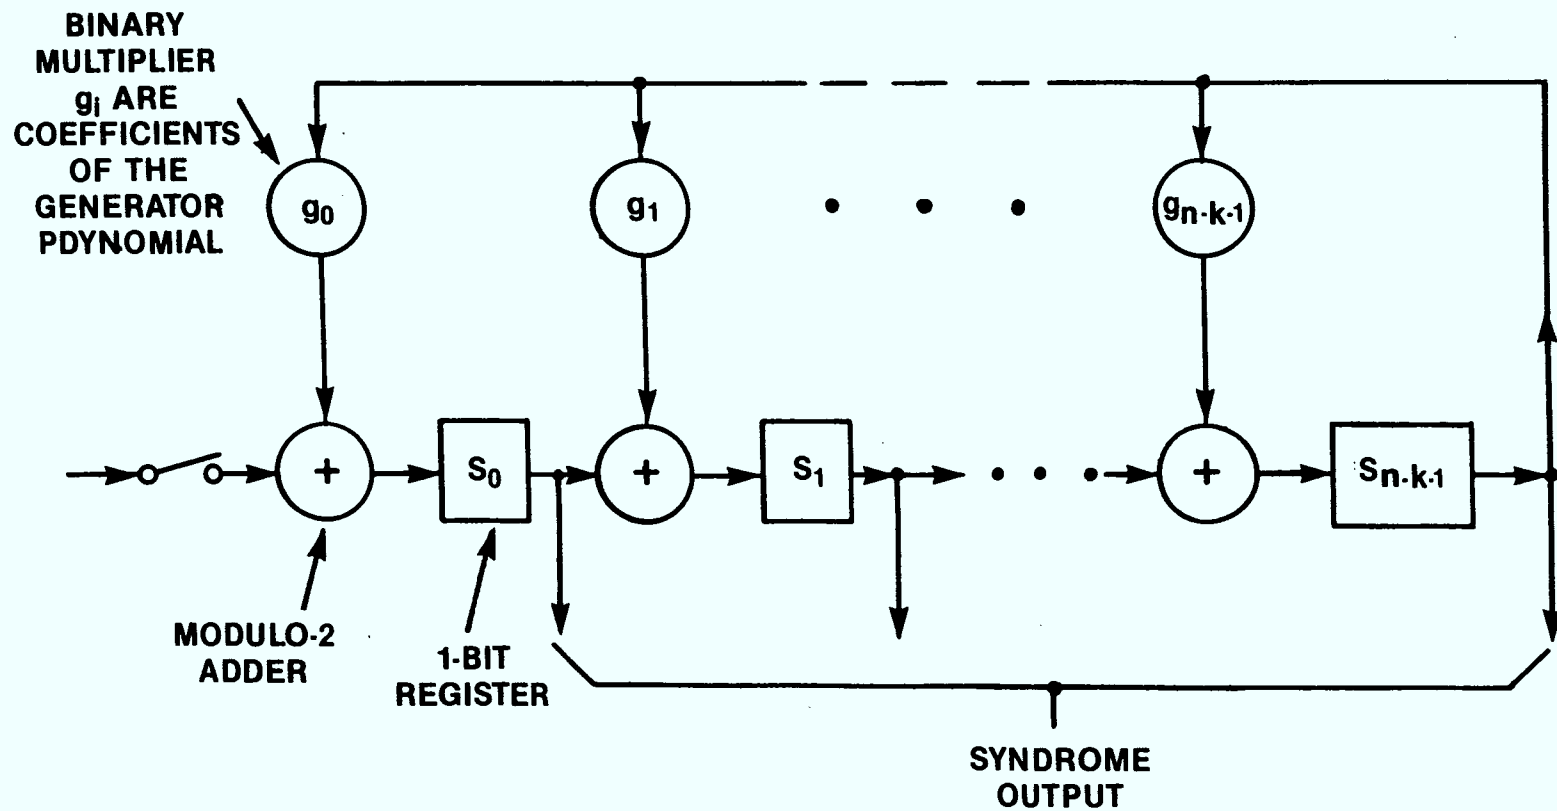 BINARY
MULTIPLIER
gi ARE
COEFFICIENTS
OF THE
GENERATOR
PDYNOMIAL
g0
g1
gn-k-1
+
S0
+
S1
+
Sn-k-1
MODULO-2
ADDER
1-BIT
REGISTER
SYNDROME
OUTPUT